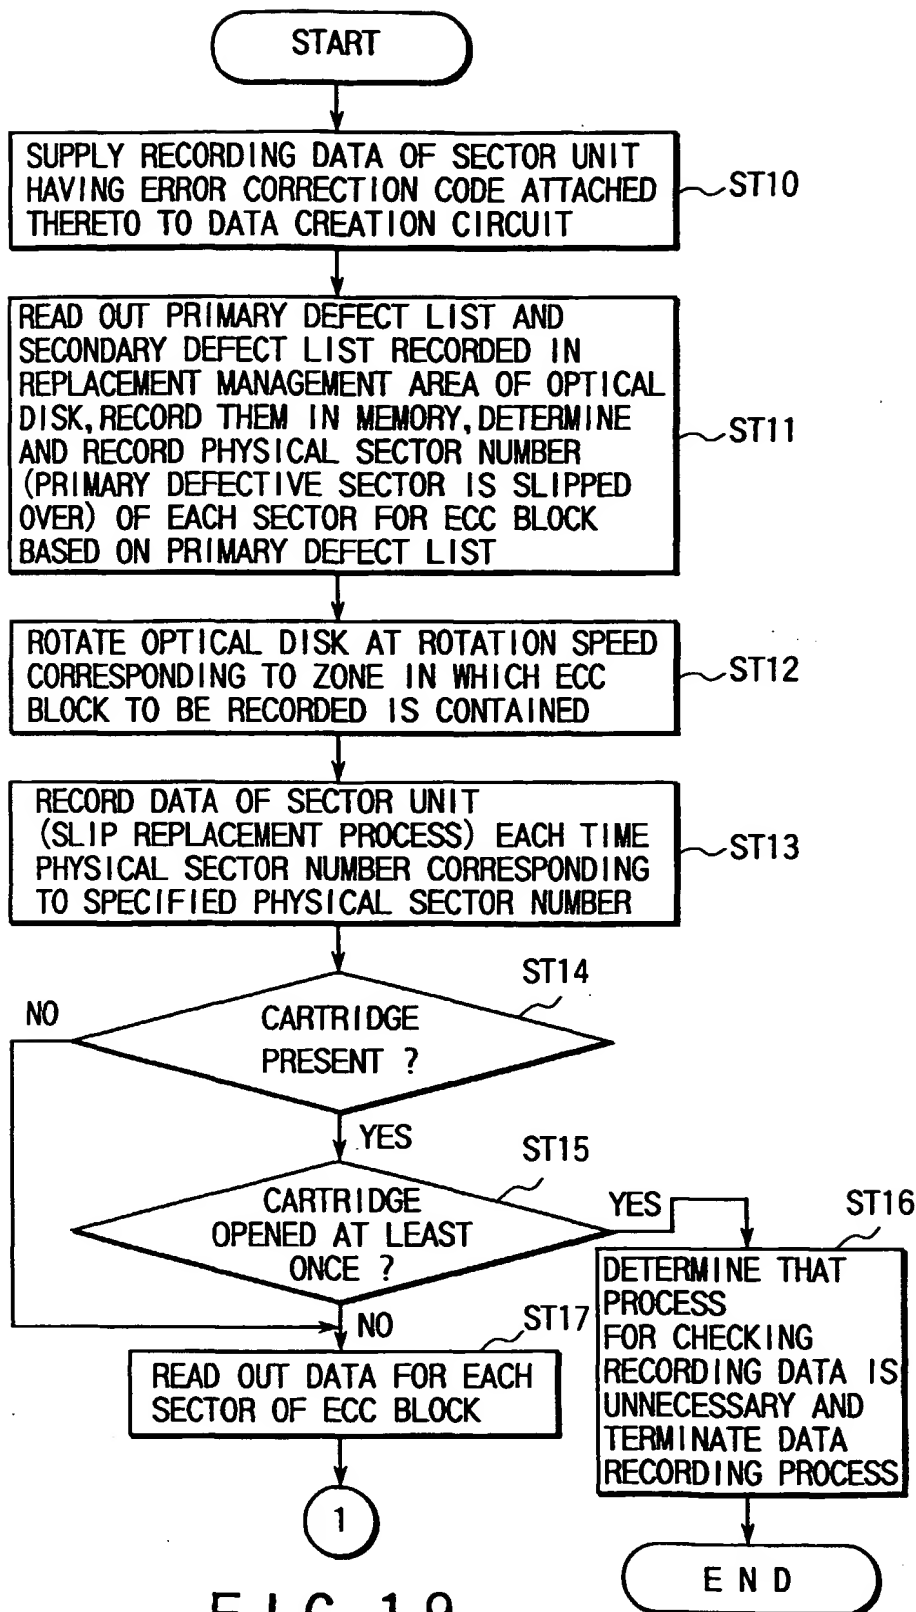 START
SUPPLY RECORDING DATA OF SECTOR UNIT
HAVING ERROR CORRECTION CODE ATTACHED
THERETO TO DATA CREATION CIRCUIT
ST10
READ OUT PRIMARY DEFECT LIST AND
SECONDARY DEFECT LIST RECORDED IN
REPLACEMENT MANAGEMENT AREA OF OPTICAL
DISK, RECORD THEM IN MEMORY, DETERMINE
AND RECORD PHYSICAL SECTOR NUMBER
(PRIMARY DEFECTIVE SECTOR IS SLIPPED
OVER) OF EACH SECTOR FOR ECC BLOCK
BASED ON PRIMARY DEFECT LIST
ST11
ROTATE OPTICAL DISK AT ROTATION SPEED
CORRESPONDING TO ZONE IN WHICH ECC
BLOCK TO BE RECORDED IS CONTAINED
ST12
RECORD DATA OF SECTOR UNIT
(SLIP REPLACEMENT PROCESS) EACH TIME
PHYSICAL SECTOR NUMBER CORRESPONDING
TO SPECIFIED PHYSICAL SECTOR NUMBER
ST13
ST14
NO
CARTRIDGE
PRESENT ?
YES
ST15
CARTRIDGE
OPENED AT LEAST
ONCE ?
YES
ST16
DETERMINE THAT
PROCESS
FOR CHECKING
RECORDING DATA IS
UNNECESSARY AND
TERMINATE DATA
RECORDING PROCESS
NO
ST17
READ OUT DATA FOR EACH
SECTOR OF ECC BLOCK
1
END